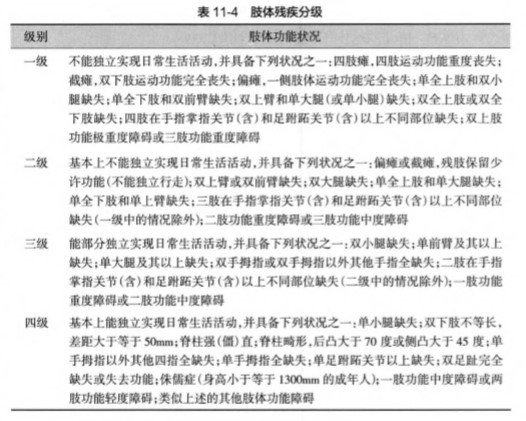 表 11-4 肢体残疾分级
级别 肢体功能状况
一级 不能独立实现日常生活活动,并具备下列状况之一:四肢瘫,四肢运动功能重度丧失;
截瘫,双下肢运动功能完全丧失;偏瘫,一侧肢体运动功能完全丧失;单全上肢和双小
腿缺失;单全下肢和双前臂缺失;双上臂和单大腿(或单小腿)缺失;双全上肢或双全
下肢缺失;四肢在手指掌指关节(含)和足跗跖关节(含)以上不同部位缺失;双上肢
功能极重度障碍或三肢功能重度障碍
二级 基本上不能独立实现日常生活活动,并具备下列状况之一:偏瘫或截瘫,残肢保留少
许功能(不能独立行走);双上臂或双前臂缺失;双大腿缺失;单全上肢和单大腿缺失;
单全下肢和单上臂缺失;三肢在手指掌指关节(含)和足跗跖关节(含)以上不同部位
缺失(一级中的情况除外);二肢功能重度障碍或三肢功能中度障碍
三级 能部分独立实现日常生活活动,并具备下列状况之一:双小腿缺失;单前臂及其以上
缺失;单大腿及其以上缺失;双手拇指或双手拇指以外其他手指全缺失;二肢在手指
掌指关节(含)和足跗跖关节(含)以上不同部位缺失(二级中的情况除外);一肢功能
重度障碍或二肢功能中度障碍
四级 基本上能独立实现日常生活活动,并具备下列状况之一:单小腿缺失;双下肢不等长,
差距大于等于 50mm;脊柱强(僵)直;脊柱畸形,后凸大于 70 度或侧凸大于 45 度;单
手拇指以外其他四指全缺失;单手拇指全缺失;单足跗跖关节以上缺失;双足趾完全
缺失或失去功能;侏儒症(身高小于等于 1300mm 的成年人);一肢功能中度障碍或两
肢功能轻度障碍;类似上述的其他肢体功能障碍